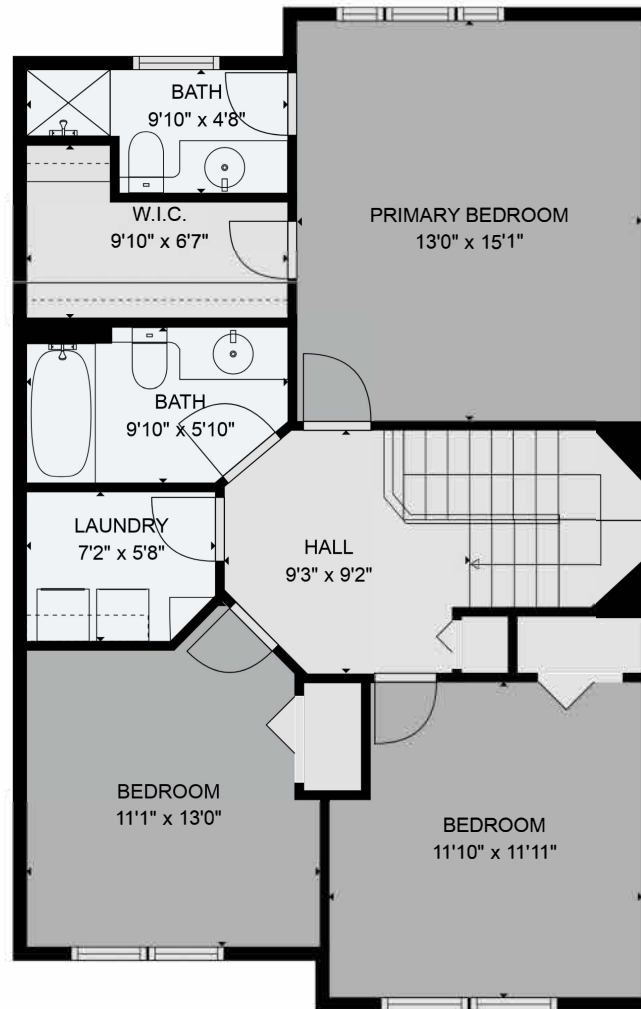 BATH
9'10" x 4'8"
W.I.C.
9'10" x 6'7"
PRIMARY BEDROOM
13'0" x 15'1"
BATH
9'10" x 5'10"
LAUNDRY
7'2" x 5'8"
HALL
9'3" x 9'2"
BEDROOM
11'1" x 13'0"
BEDROOM
11'10" x 11'11"